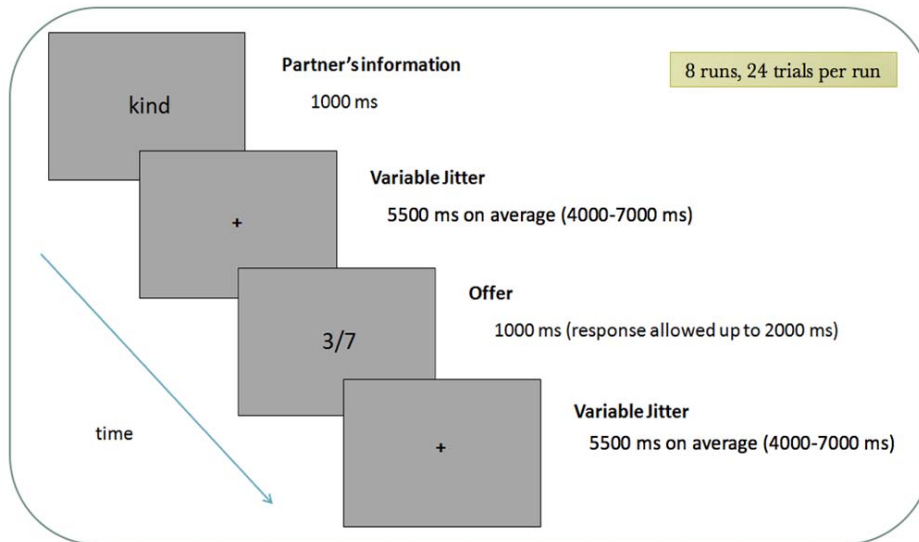 8 runs, 24 trials per run
kind
Partner's information
1000 ms
+
Variable Jitter
5500 ms on average (4000-7000 ms)
3/7
Offer
1000 ms (response allowed up to 2000 ms)
+
Variable Jitter
5500 ms on average (4000-7000 ms)
time